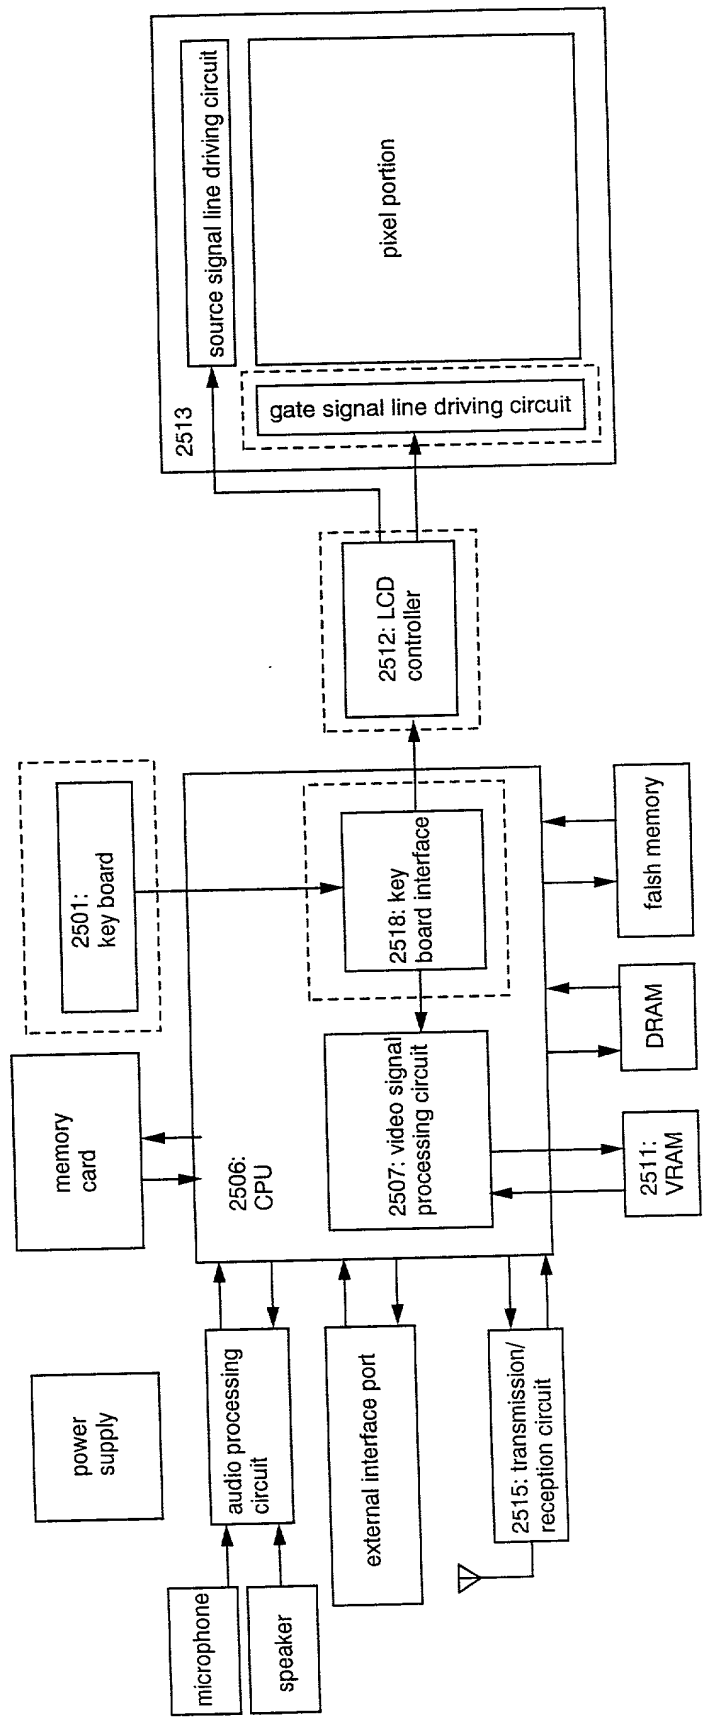 microphone
speaker
power
supply
audio processing
circuit
external interface port
2515: transmission/
reception circuit
memory
card
2501:
key board
2506:
CPU
2507: video signal
processing circuit
2518: key
board interface
2511:
VRAM
DRAM
falsh memory
2512: LCD
controller
2513
source signal line driving circuit
gate signal line driving circuit
pixel portion